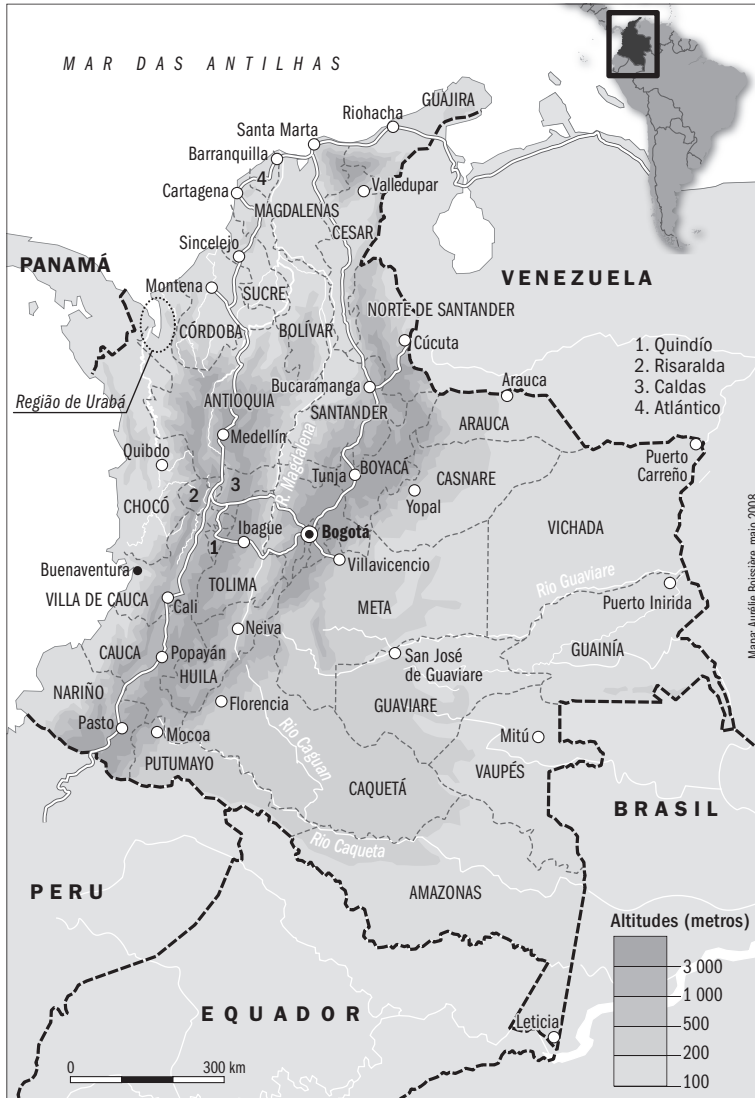 MAR DAS ANTILHAS
GUAJIRA
Riohacha
Santa Marta
Barranquilla
4
Cartagena
Valledupar
MAGDALENAS
CESAR
Sincelejo
PANAMÁ
VENEZUELA
Montena
SUCRE
NORTE DE SANTANDER
CÓRDOBA
BOLÍVAR
Cúcuta
1. Quindío
2. Risaralda
3. Caldas
4. Atlántico
Região de Urabá
Bucaramanga
Arauca
ANTIOQUIA
SANTANDER
ARAUCA
Medellín
R. Magdalena
Puerto
Carreño
Quibdo
Tunja
BOYACA
CASNARE
Yopal
2
3
CHOCÓ
VICHADA
1
Ibague
Bogotá
Buenaventura
Villavicencio
Rio Guaviare
TOLIMA
VILLA DE CAUCA
Cali
META
Puerto Inirida
Neiva
CAUCA
Popayán
San José
de Guaviare
GUAINÍA
HUILA
NARIÑO
Florencia
GUAVIARE
Pasto
Mocoa
Rio Caguan
Mitú
PUTUMAYO
VAUPÉS
CAQUETÁ
BRASIL
Rio Caqueta
PERU
AMAZONAS
Altitudes (metros)
3 000
1 000
500
200
100
EQUADOR
Leticia
0
300 km
Mapa: Aurélie Boissière, maio 2008